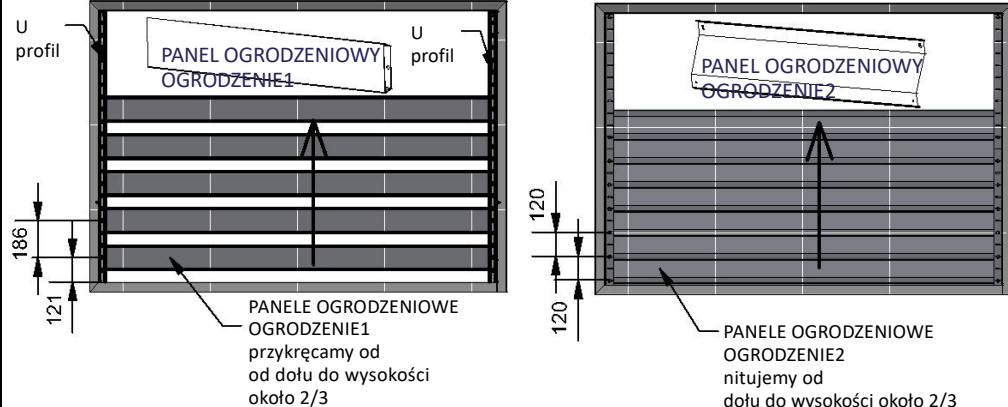 U
profil
PANEL OGRODZENIOWY
OGRODZENIE1
U
profil
186
121
PANELE OGRODZENIOWE
OGRODZENIE1
przykręcamy od
od dołu do wysokości
około 2/3
PANEL OGRODZENIOWY
OGRODZENIE2
120
120
PANELE OGRODZENIOWE
OGRODZENIE2
nitujemy od
dołu do wysokości około 2/3